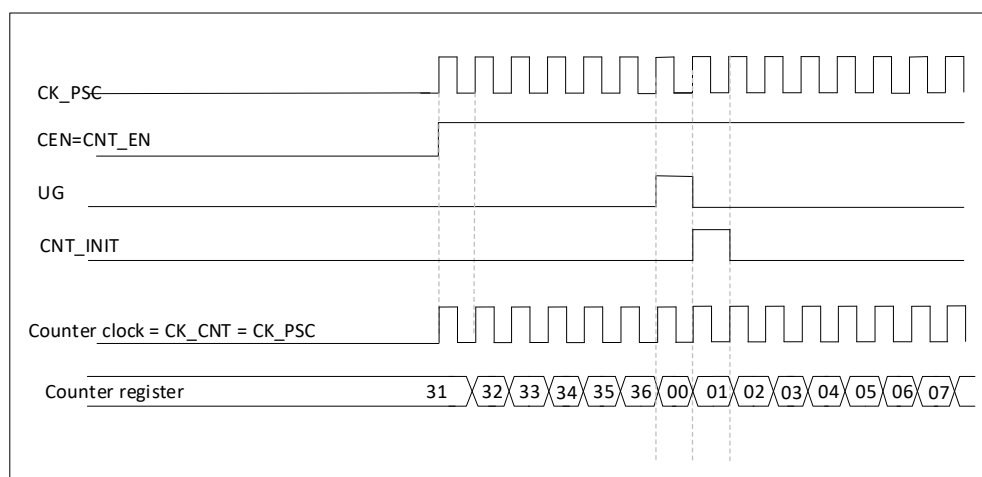 CK_PSC
CEN=CNT_EN
UG
CNT_INIT
Counter clock = CK_CNT = CK_PSC
Counter register 31 32 33 34 35 36 00 01 02 03 04 05 06 07